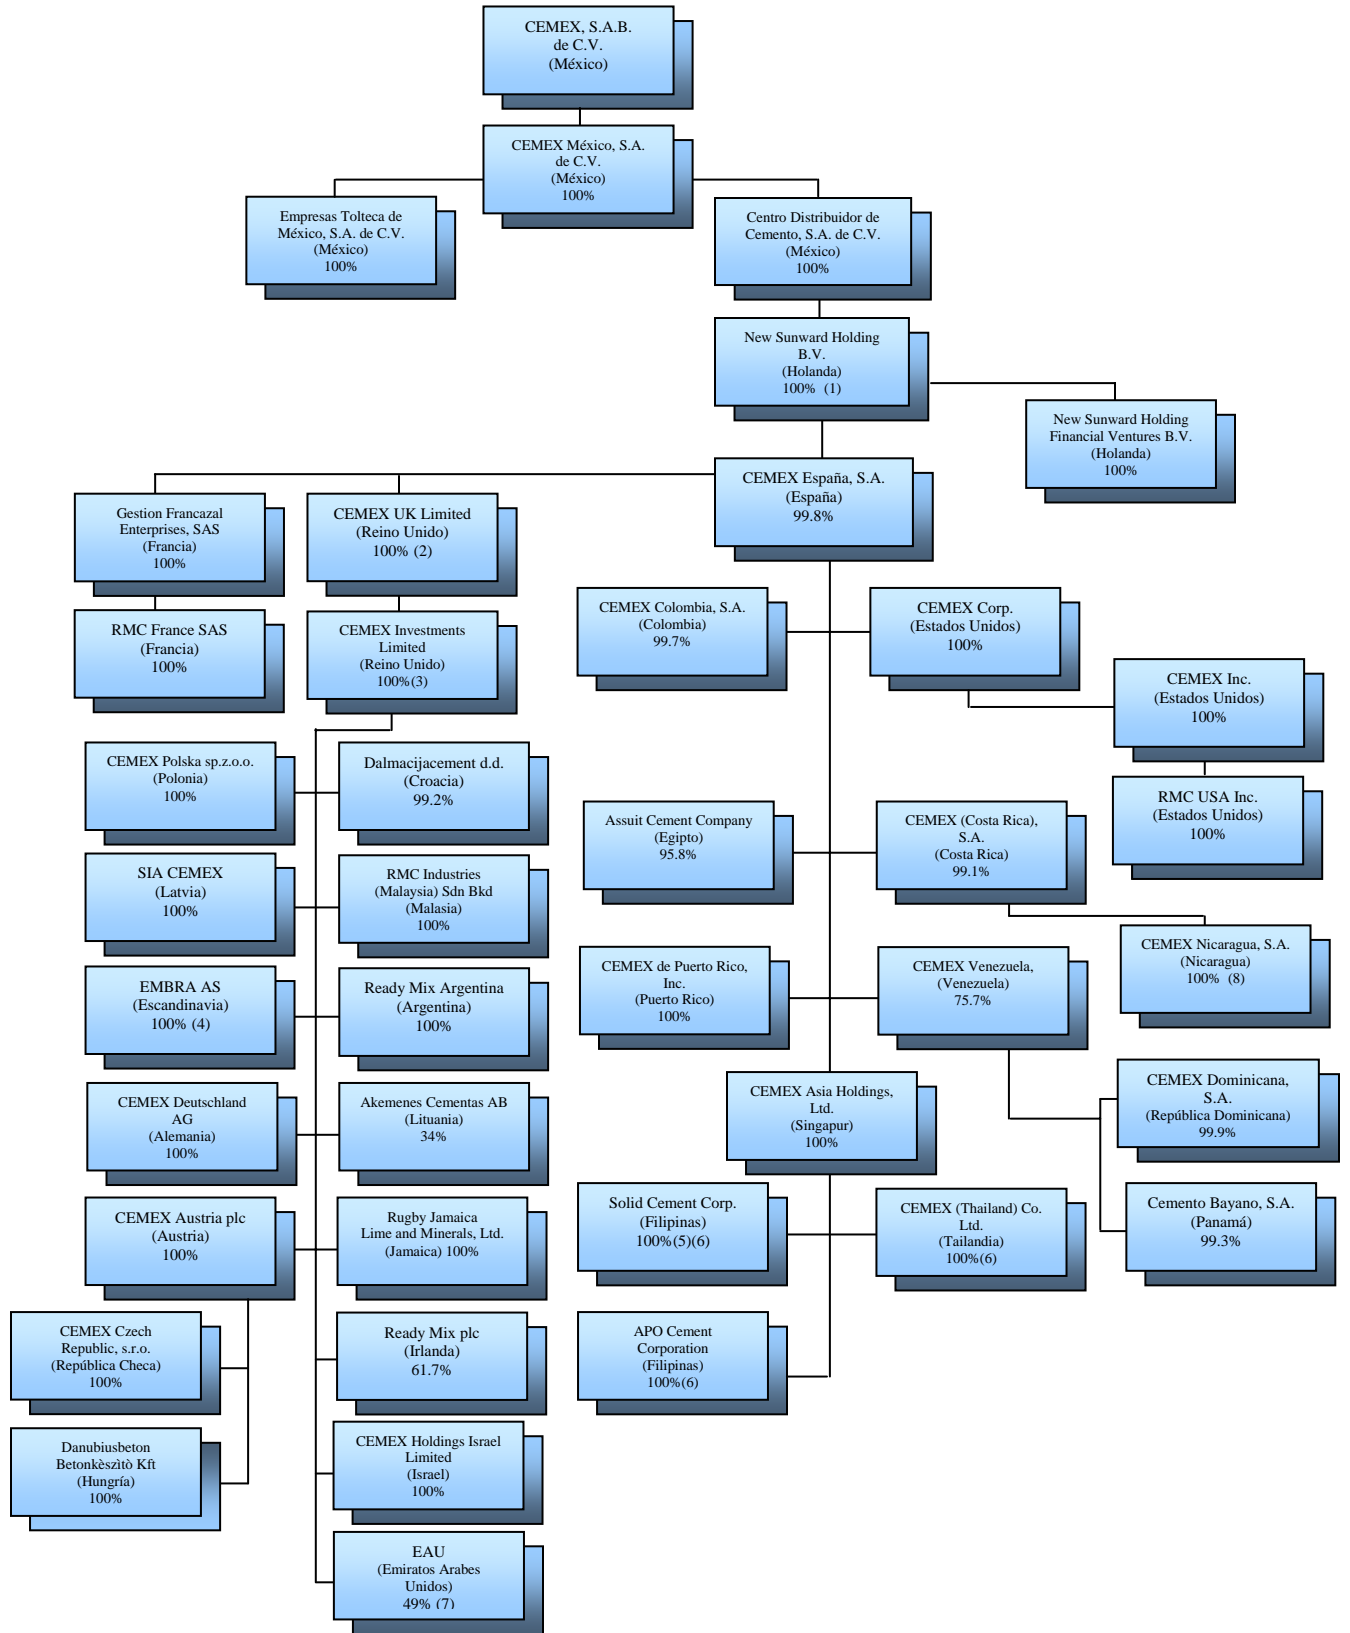 CEMEX, S.A.B.
de C.V.
(México)
CEMEX México, S.A.
de C.V.
(México)
100%
Empresas Tolteca de
México, S.A. de C.V.
(México)
100%
Centro Distribuidor de
Cemento, S.A. de C.V.
(México)
100%
New Sunward Holding
B.V.
(Holanda)
100% (1)
New Sunward Holding
Financial Ventures B.V.
(Holanda)
100%
CEMEX España, S.A.
(España)
99.8%
Gestion Francazal
Enterprises, SAS
(Francia)
100%
CEMEX UK Limited
(Reino Unido)
100% (2)
RMC France SAS
(Francia)
100%
CEMEX Investments
Limited
(Reino Unido)
100%(3)
CEMEX Colombia, S.A.
(Colombia)
99.7%
CEMEX Corp.
(Estados Unidos)
100%
CEMEX Inc.
(Estados Unidos)
100%
RMC USA Inc.
(Estados Unidos)
100%
CEMEX Polska sp.z.o.o.
(Polonia)
100%
Dalmacijacement d.d.
(Croacia)
99.2%
Assuit Cement Company
(Egipto)
95.8%
CEMEX (Costa Rica),
S.A.
(Costa Rica)
99.1%
SIA CEMEX
(Latvia)
100%
RMC Industries
(Malaysia) Sdn Bkd
(Malasia)
100%
CEMEX Nicaragua, S.A.
(Nicaragua)
100% (8)
EMBRA AS
(Escandinavia)
100% (4)
Ready Mix Argentina
(Argentina)
100%
CEMEX de Puerto Rico,
Inc.
(Puerto Rico)
100%
CEMEX Venezuela,
(Venezuela)
75.7%
CEMEX Deutschland
AG
(Alemania)
100%
Akemenes Cementas AB
(Lituania)
34%
CEMEX Asia Holdings,
Ltd.
(Singapur)
100%
CEMEX Dominicana,
S.A.
(República Dominicana)
99.9%
CEMEX Austria plc
(Austria)
100%
Rugby Jamaica
Lime and Minerals, Ltd.
(Jamaica) 100%
Solid Cement Corp.
(Filipinas)
100%(5)(6)
CEMEX (Thailand) Co.
Ltd.
(Tailandia)
100%(6)
Cemento Bayano, S.A.
(Panamá)
99.3%
CEMEX Czech
Republic, s.r.o.
(República Checa)
100%
Ready Mix plc
(Irlanda)
61.7%
APO Cement
Corporation
(Filipinas)
100%(6)
Danubiusbeton
Betonkèszìtò Kft
(Hungría)
100%
CEMEX Holdings Israel
Limited
(Israel)
100%
EAU
(Emiratos Arabes
Unidos)
49% (7)